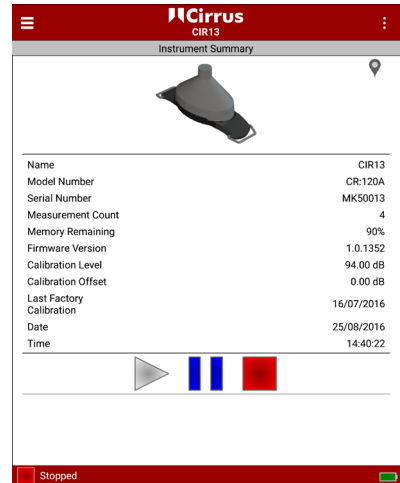 Cirrus
CIR13
Instrument Summary
Name CIR13
Model Number CR:120A
Serial Number MK50013
Measurement Count 4
Memory Remaining 90%
Firmware Version 1.0.1352
Calibration Level 94.00 dB
Calibration Offset 0.00 dB
Last Factory
Calibration 16/07/2016
Date 25/08/2016
Time 14:40:22
Stopped